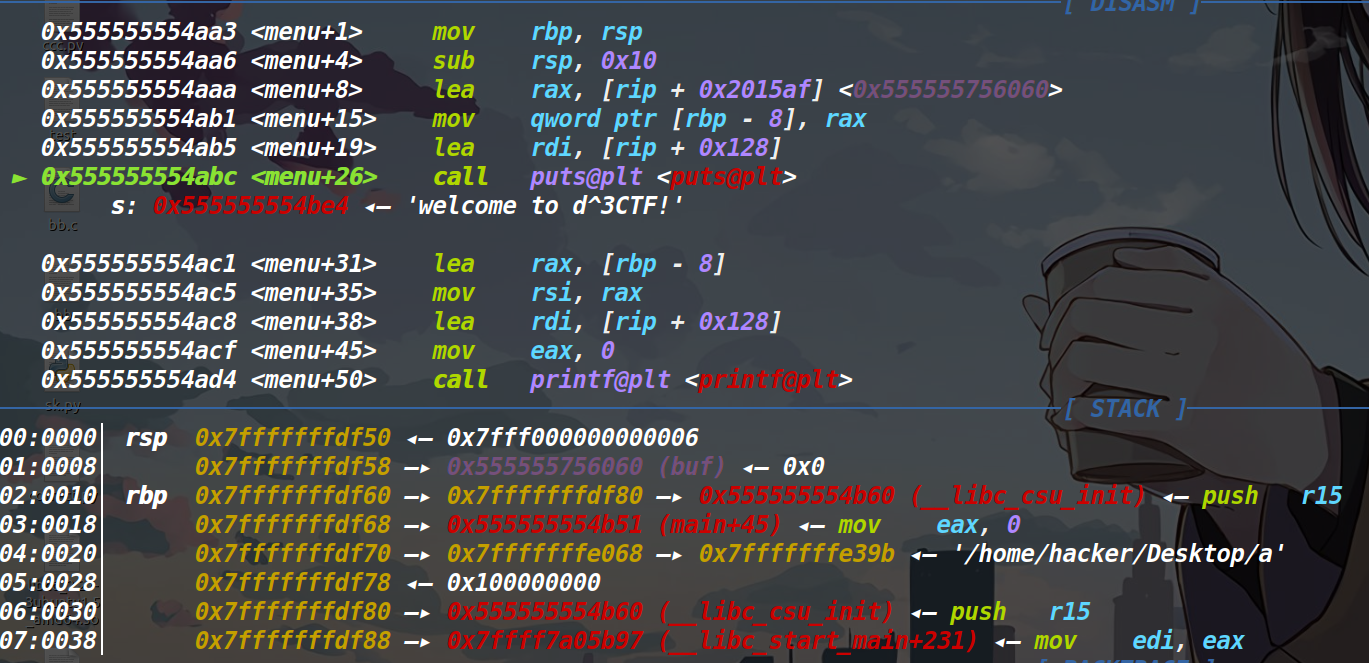 [ DISASM ]
0x555555554aa3 <menu+1> mov rbp, rsp
0x555555554aa6 <menu+4> sub rsp, 0x10
0x555555554aaa <menu+8> lea rax, [rip + 0x2015af] <0x555555756060>
0x555555554ab1 <menu+15> mov qword ptr [rbp - 8], rax
0x555555554ab5 <menu+19> lea rdi, [rip + 0x128]
► 0x555555554abc <menu+26> call puts@plt <puts@plt>
s: 0x555555554be4 ◂— 'welcome to d^3CTF!'
bb.c
0x555555554ac1 <menu+31> lea rax, [rbp - 8]
0x555555554ac5 <menu+35> mov rsi, rax
0x555555554ac8 <menu+38> lea rdi, [rip + 0x128]
0x555555554acf <menu+45> mov eax, 0
0x555555554ad4 <menu+50> call printf@plt <printf@plt>
[ STACK ]
00:0000│ rsp 0x7fffffffdf50 ◂— 0x7fff000000000006
01:0008│ 0x7fffffffdf58 —▸ 0x555555756060 (buf) ◂— 0x0
02:0010│ rbp 0x7fffffffdf60 —▸ 0x7fffffffdf80 —▸ 0x555555554b60 (__libc_csu_init) ◂— push r15
03:0018│ 0x7fffffffdf68 —▸ 0x555555554b51 (main+45) ◂— mov eax, 0
04:0020│ 0x7fffffffdf70 —▸ 0x7fffffffe068 —▸ 0x7fffffffe39b ◂— '/home/hacker/Desktop/a'
05:0028│ 0x7fffffffdf78 ◂— 0x100000000
06:0030│ 0x7fffffffdf80 —▸ 0x555555554b60 (__libc_csu_init) ◂— push r15
07:0038│ 0x7fffffffdf88 —▸ 0x7ffff7a05b97 (__libc_start_main+231) ◂— mov edi, eax